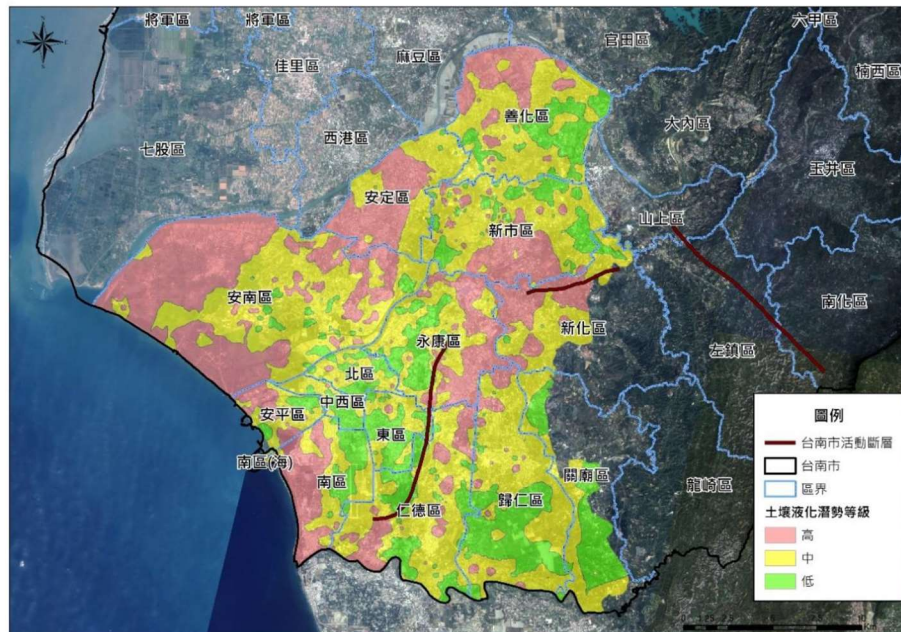 將軍區
將軍區
六甲區
麻豆區
官田區
佳里區
楠西區
善化區
大內區
西港區
七股區
玉井區
安定區
山上區
新市區
安南區
南化區
新化區
永康區
左鎮區
北區
中西區
安平區
東區
南區(海)
關廟區
南區
龍崎區
歸仁區
仁德區
圖例
台南市活動斷層
台南市
區界
土壤液化潛勢等級
高
中
低